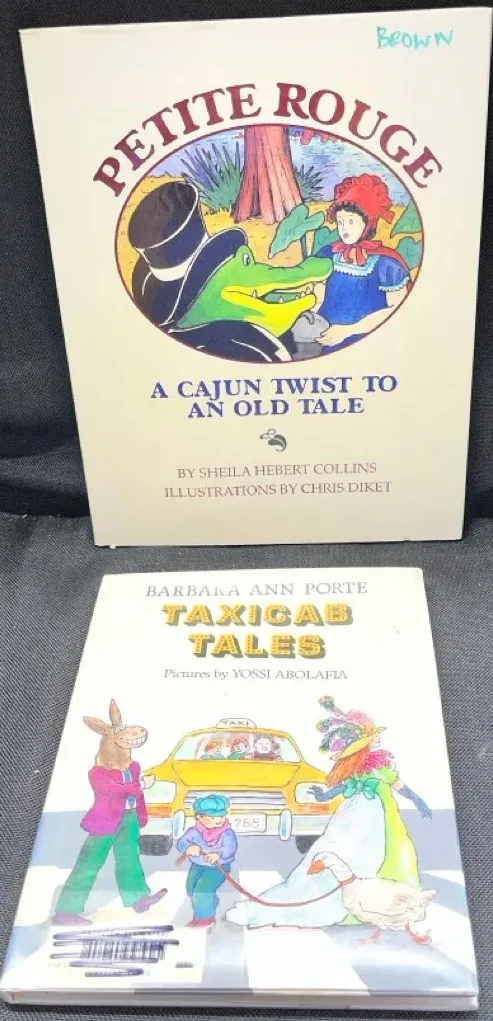 BROWN
PETITE ROUGE
A CAJUN TWIST TO
AN OLD TALE
BY SHEILA HEBERT COLLINS
ILLUSTRATIONS BY CHRIS DIKET
BARBARA ANN PORTE
TAXICAB
TALES
Pictures by YOSSI ABOLAFIA
TAXI
268